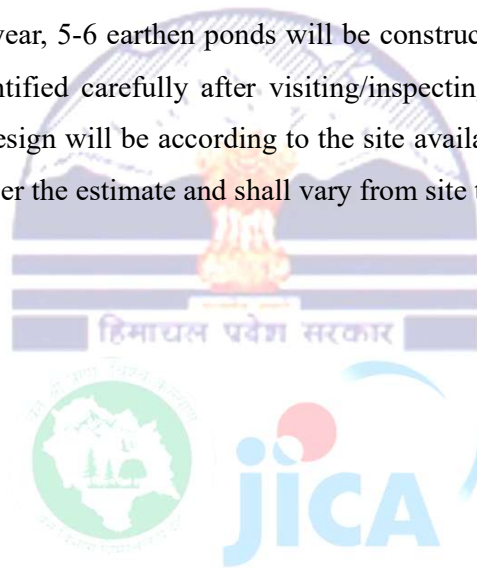 year, 5-6 earthen ponds will be construc
ntified carefully after visiting/inspectin
esign will be according to the site availa
er the estimate and shall vary from site t
हिमाचल प्रदेश सरकार
jICA